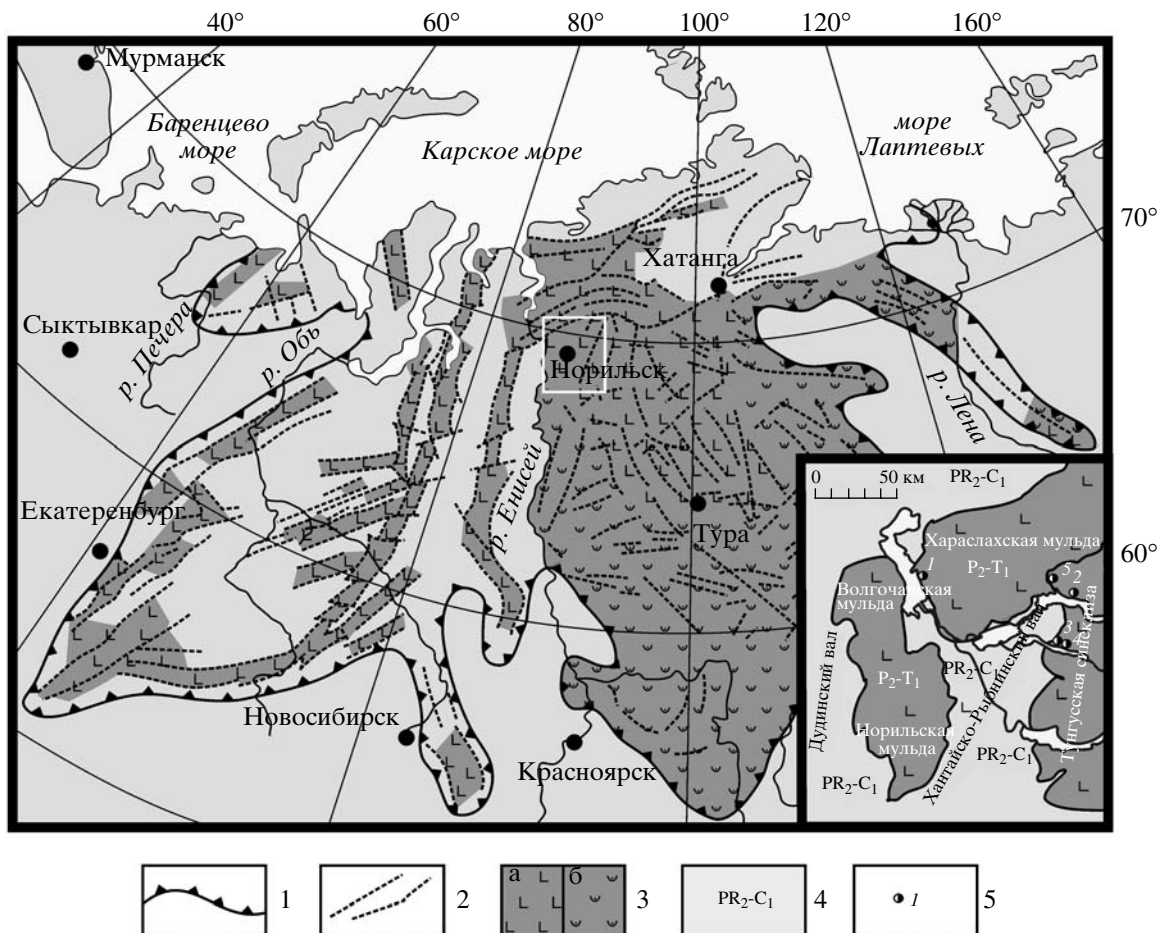 40° 60° 80° 100° 120° 160°
Мурманск
Баренцево
море
Карское море
море
Лаптевых
70°
Хатанга
Сыктывкар
р. Печера
р. Обь
Норильск
р. Лена
р. Енисей
Екатеренбург
Тура
60°
Новосибирск
Красноярск
0 50 км
PR₂-C₁
Хараслахская мульда
P₂-T₁
1
5
2
Волгочанская
мульда
3
4
Дудинский вал
PR₂-C₁
P₂-T₁
Хантайско-Рыбнинский вал
Тунгусская синеклиза
Норильская
мульда
PR₂-C₁
PR₂-C₁
1
2
а б 3
PR₂-C₁ 4
1 5